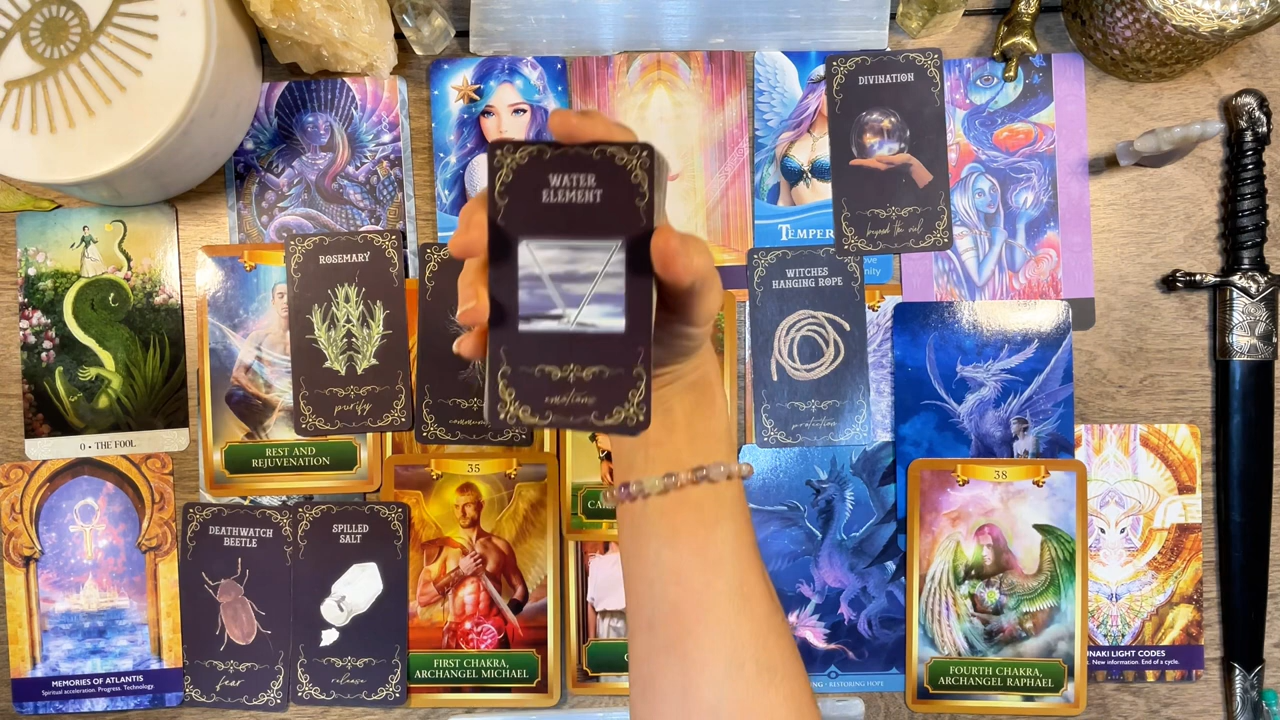 DIVINATION
beyond the veil
WATER
ELEMENT
emotions
TEMPER
ROSEMARY
purify
WITCHES
HANGING ROPE
protection
0 • THE FOOL
REST AND
REJUVENATION
35
FIRST CHAKRA,
ARCHANGEL MICHAEL
38
FOURTH CHAKRA,
ARCHANGEL RAPHAEL
DEATHWATCH
BEETLE
fear
SPILLED
SALT
release
MEMORIES OF ATLANTIS
Spiritual acceleration. Progress. Technology.
RESTORING HOPE
LIGHT CODES
New information. End of a cycle.